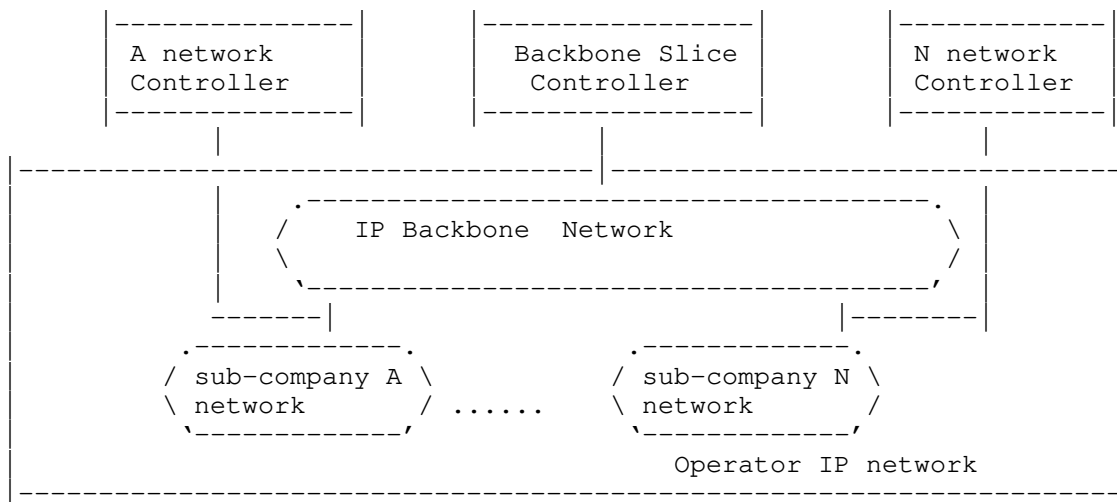 A network Backbone Slice N network
Controller Controller Controller
IP Backbone Network
sub-company A sub-company N
network ...... network
Operator IP network